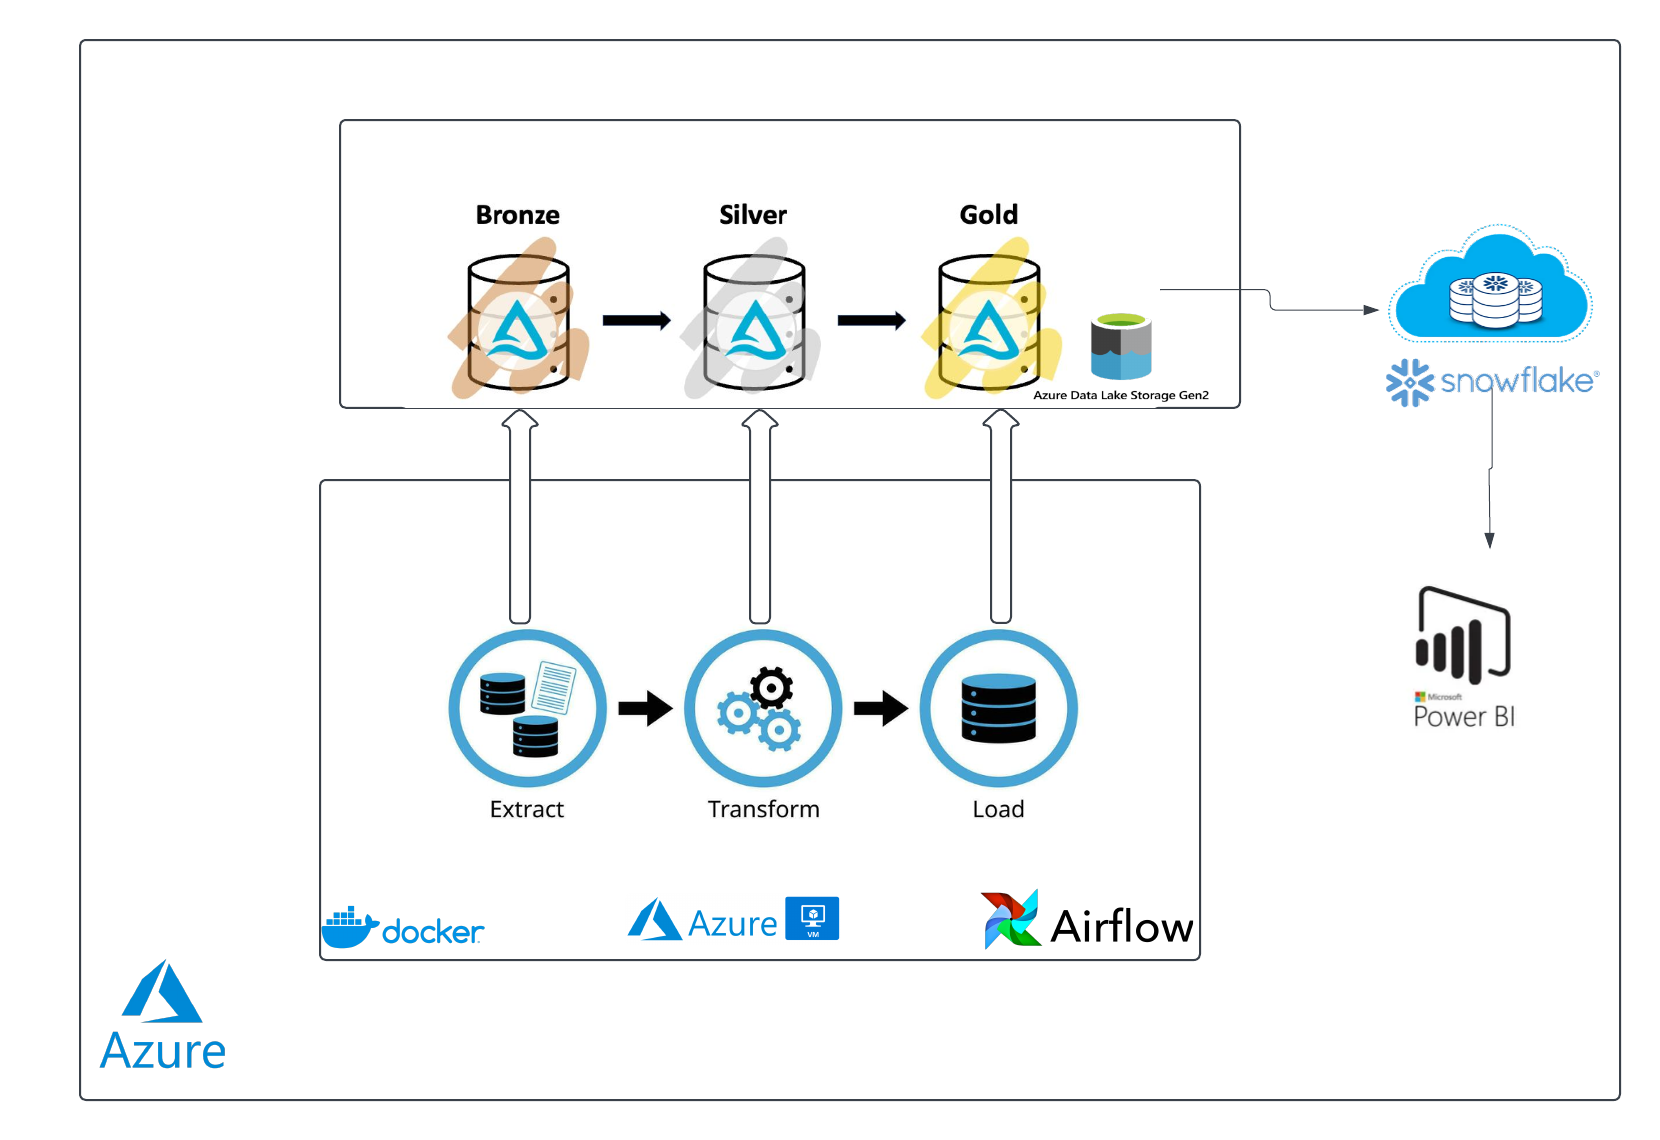 Bronze
Silver
Gold
Azure Data Lake Storage Gen2
snowflake®
Microsoft
Power BI
Extract
Transform
Load
docker
Azure
VM
Airflow
Azure